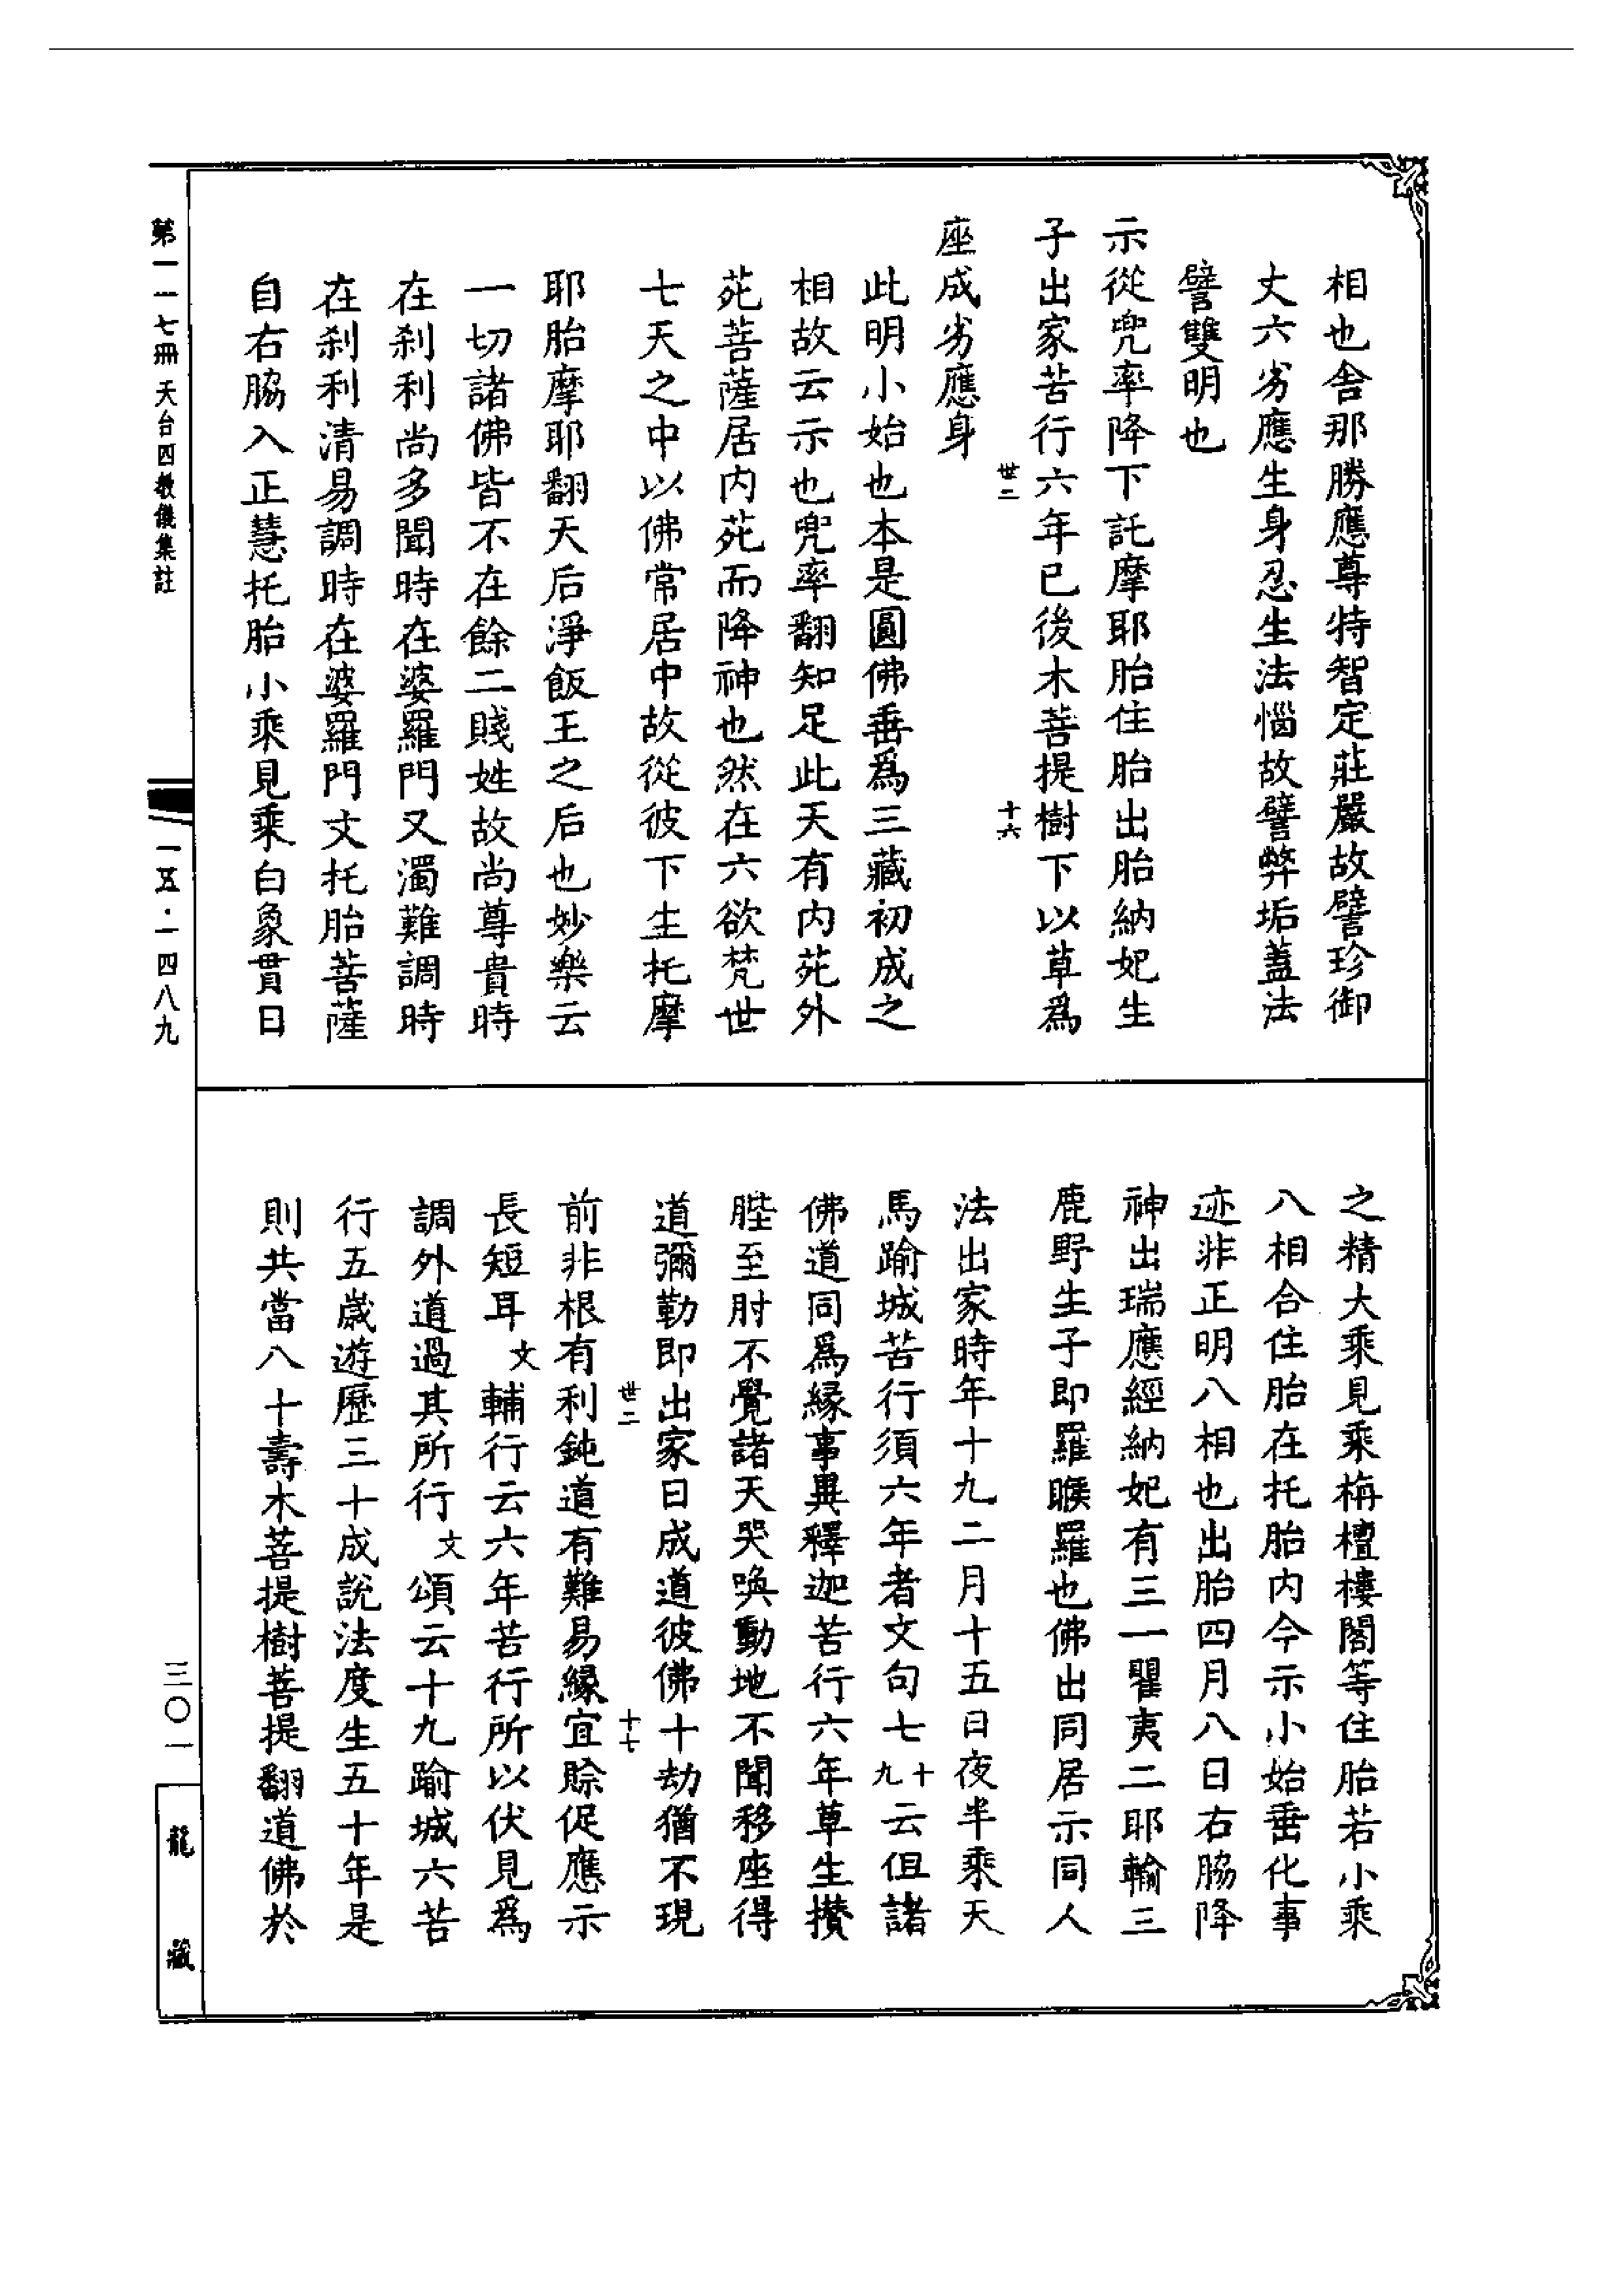 相也舍那勝應尊特智定莊嚴故譬珍御
丈六劣應生身忍生法惱故譬弊垢蓋法
譬雙明也
示從兜率降下託摩耶胎住胎出胎納妃生
子出家苦行六年已後木菩提樹下以草為
世二 十六
座成劣應身
此明小始也本是圓佛垂為三藏初成之
相故云示也兜率翻知足此天有內苑外
苑菩薩居內苑而降神也然在六欲梵世
七天之中以佛常居中故從彼下生托摩
耶胎摩耶翻天后淨飯王之后也妙樂云
一切諸佛皆不在餘二賤姓故尚尊貴時
在刹利尚多聞時在婆羅門又濁難調時
在刹利清易調時在婆羅門文托胎菩薩
自右脇入正慧托胎小乘見乘白象貫日
之精大乘見乘栴檀樓閣等住胎若小乘
八相合住胎在托胎內今示小始垂化事
迹非正明八相也出胎四月八日右脇降
神出瑞應經納妃有三一瞿夷二耶輸三
鹿野生子即羅睺羅也佛出同居示同人
法出家時年十九二月十五日夜半乘天
馬踰城苦行須六年者文句七十九云但諸
佛道同為緣事異釋迦苦行六年草生攢
䏶至肘不覺諸天哭喚動地不聞移座得
道彌勒即出家日成道彼佛十劫猶不現
世二 十七
前非根有利鈍道有難易緣宜賒促應示
長短耳文輔行云六年苦行所以伏見為
調外道過其所行文頌云十九踰城六苦
行五歲遊歷三十成說法度生五十年是
則共當八十壽木菩提樹菩提翻道佛於
第一一七冊 天台四教儀集註
一五·一四八九
三〇一
龍藏